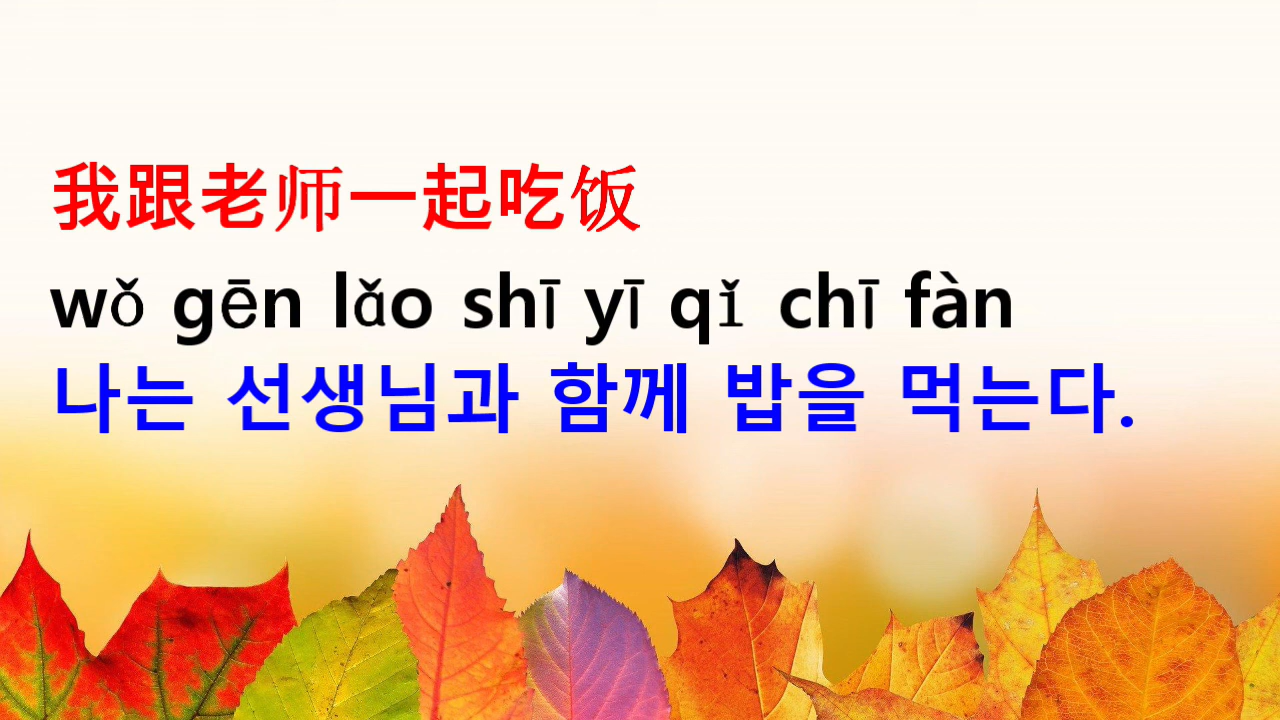 我跟老师一起吃饭
wǒ gēn lǎo shī yī qǐ chī fàn
나는 선생님과 함께 밥을 먹는다.